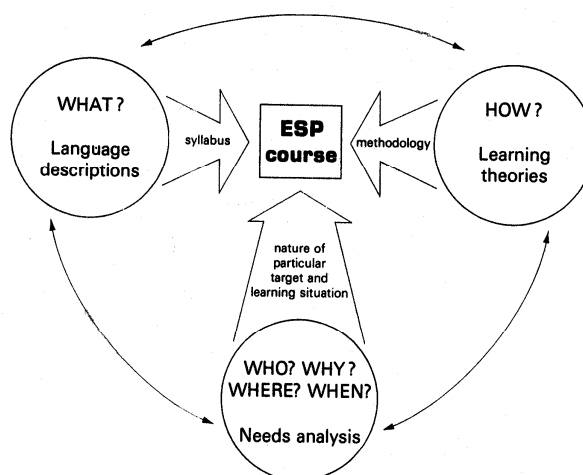 WHAT?
Language
descriptions
syllabus
ESP
course
methodology
HOW?
Learning
theories
nature of
particular
target and
learning situation
WHO? WHY?
WHERE? WHEN?
Needs analysis